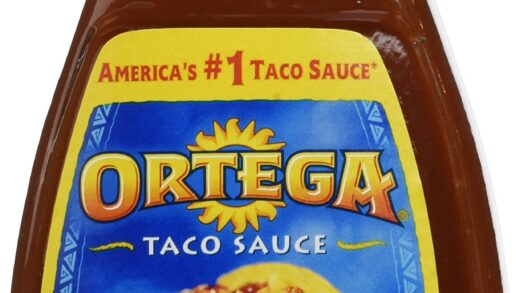 AMERICA'S #1 TACO SAUCE*
ORTEGA®
TACO SAUCE